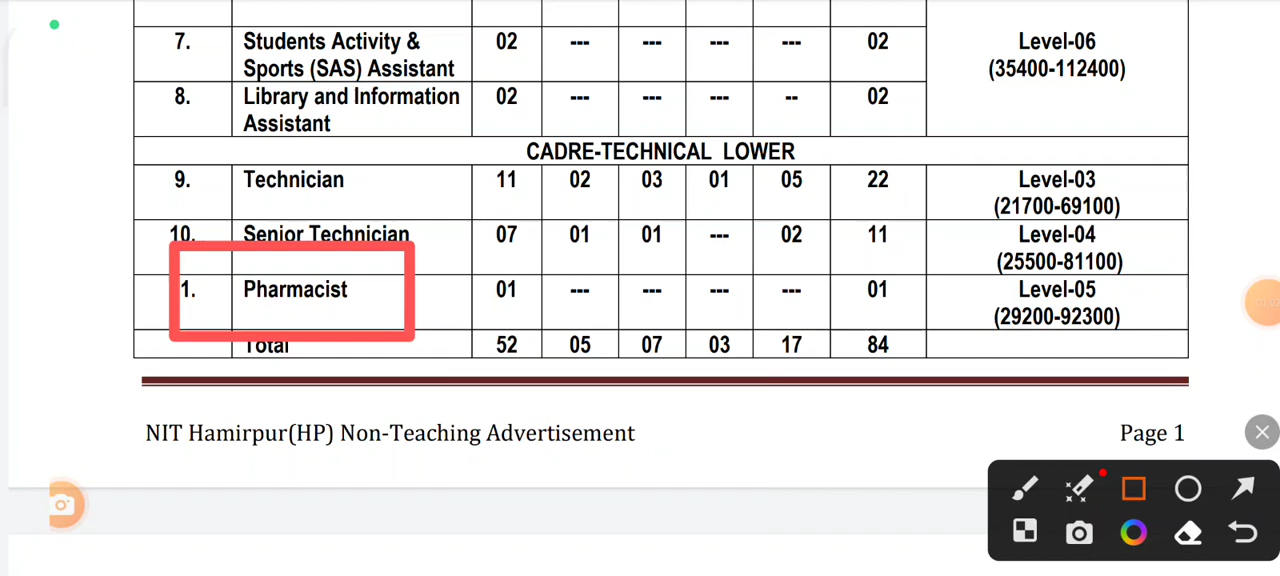 7. Students Activity & 02 --- --- --- --- 02 Level-06
Sports (SAS) Assistant (35400-112400)
8. Library and Information 02 --- --- --- -- 02
Assistant
CADRE-TECHNICAL LOWER
9. Technician 11 02 03 01 05 22 Level-03
(21700-69100)
10. Senior Technician 07 01 01 --- 02 11 Level-04
(25500-81100)
1. Pharmacist 01 --- --- --- --- 01 Level-05
(29200-92300)
Total 52 05 07 03 17 84
NIT Hamirpur(HP) Non-Teaching Advertisement Page 1